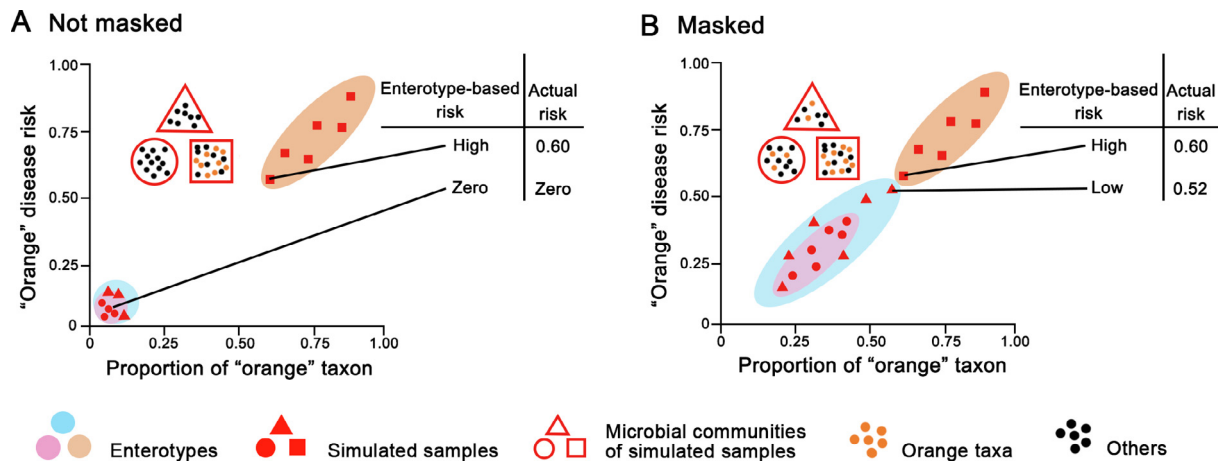 A Not masked
1.00
0.75
0.50
0.25
0
0
0.25
0.50
0.75
1.00
"Orange" disease risk
Proportion of "orange" taxon
Enterotype-based risk
Actual risk
High
0.60
Zero
Zero
B Masked
1.00
0.75
0.50
0.25
0
0
0.25
0.50
0.75
1.00
"Orange" disease risk
Proportion of "orange" taxon
Enterotype-based risk
Actual risk
High
0.60
Low
0.52
Enterotypes
Simulated samples
Microbial communities
of simulated samples
Orange taxa
Others